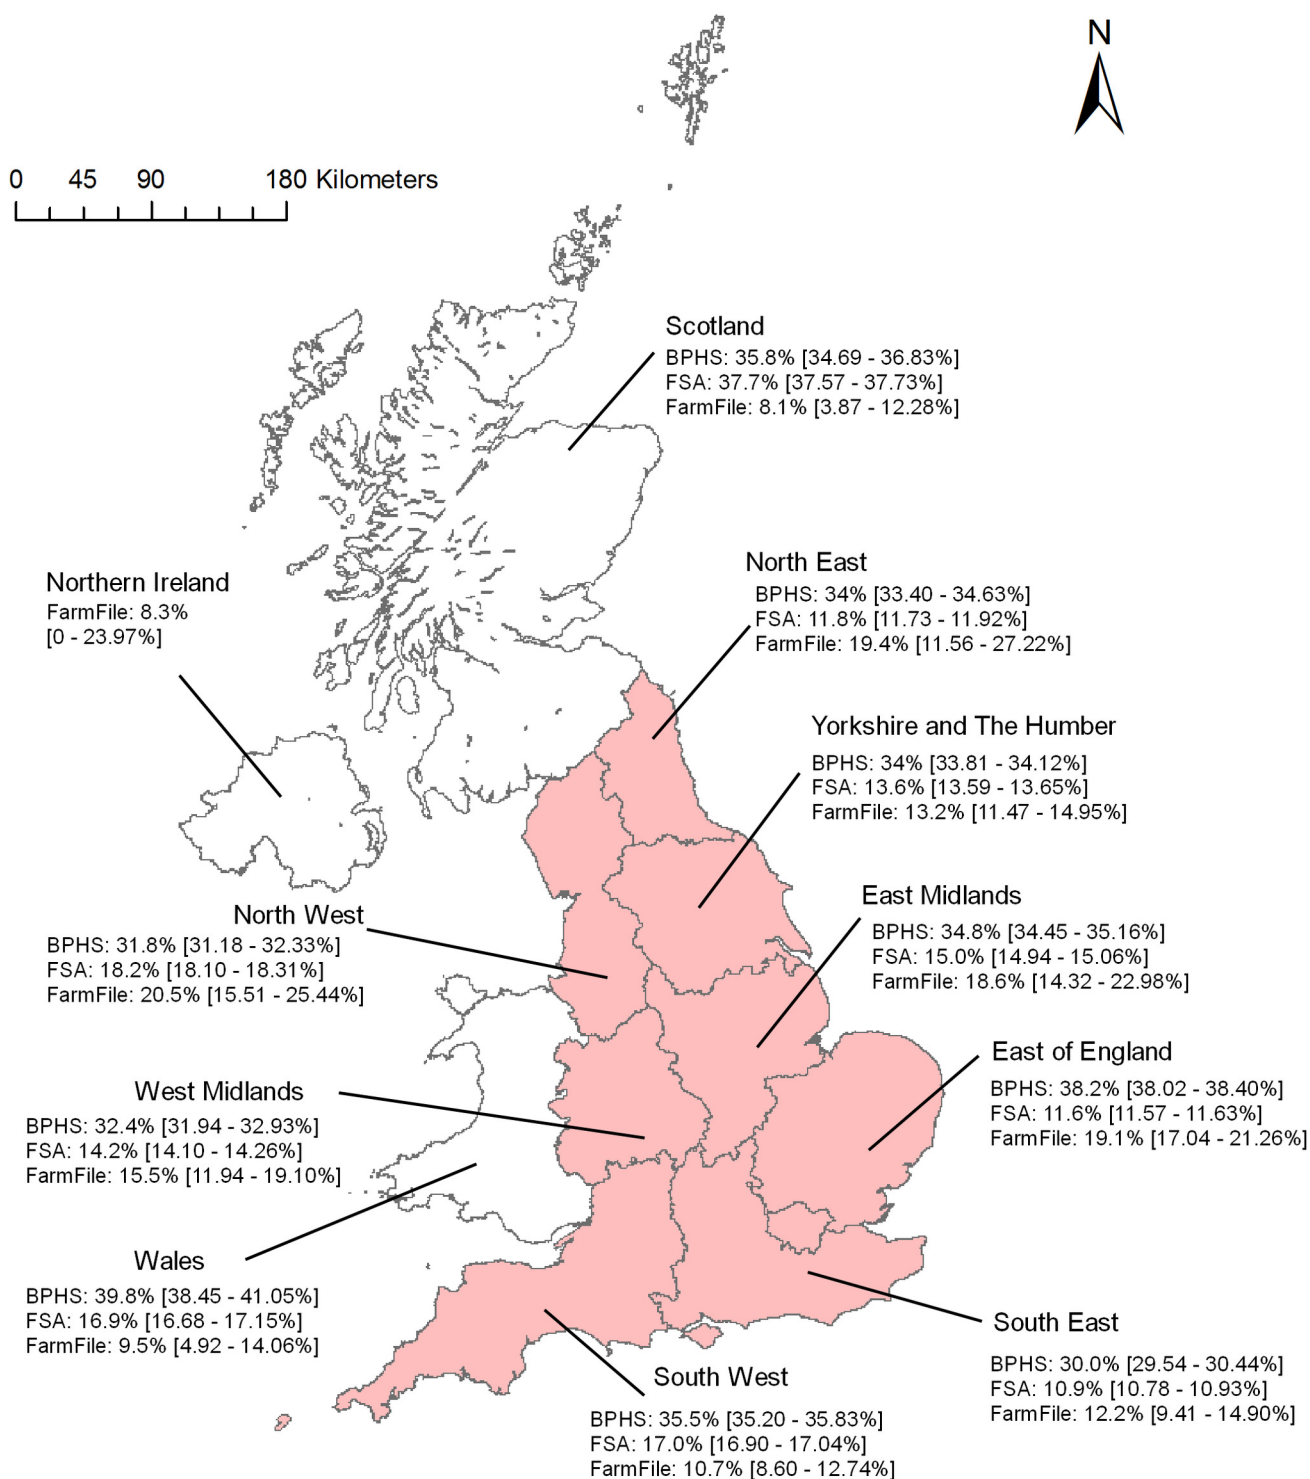 N
0 45 90 180 Kilometers
Scotland
BPHS: 35.8% [34.69 - 36.83%]
FSA: 37.7% [37.57 - 37.73%]
FarmFile: 8.1% [3.87 - 12.28%]
North East
BPHS: 34% [33.40 - 34.63%]
FSA: 11.8% [11.73 - 11.92%]
FarmFile: 19.4% [11.56 - 27.22%]
Northern Ireland
FarmFile: 8.3%
[0 - 23.97%]
Yorkshire and The Humber
BPHS: 34% [33.81 - 34.12%]
FSA: 13.6% [13.59 - 13.65%]
FarmFile: 13.2% [11.47 - 14.95%]
East Midlands
BPHS: 34.8% [34.45 - 35.16%]
FSA: 15.0% [14.94 - 15.06%]
FarmFile: 18.6% [14.32 - 22.98%]
North West
BPHS: 31.8% [31.18 - 32.33%]
FSA: 18.2% [18.10 - 18.31%]
FarmFile: 20.5% [15.51 - 25.44%]
East of England
BPHS: 38.2% [38.02 - 38.40%]
FSA: 11.6% [11.57 - 11.63%]
FarmFile: 19.1% [17.04 - 21.26%]
West Midlands
BPHS: 32.4% [31.94 - 32.93%]
FSA: 14.2% [14.10 - 14.26%]
FarmFile: 15.5% [11.94 - 19.10%]
Wales
BPHS: 39.8% [38.45 - 41.05%]
FSA: 16.9% [16.68 - 17.15%]
FarmFile: 9.5% [4.92 - 14.06%]
South East
BPHS: 30.0% [29.54 - 30.44%]
FSA: 10.9% [10.78 - 10.93%]
FarmFile: 12.2% [9.41 - 14.90%]
South West
BPHS: 35.5% [35.20 - 35.83%]
FSA: 17.0% [16.90 - 17.04%]
FarmFile: 10.7% [8.60 - 12.74%]